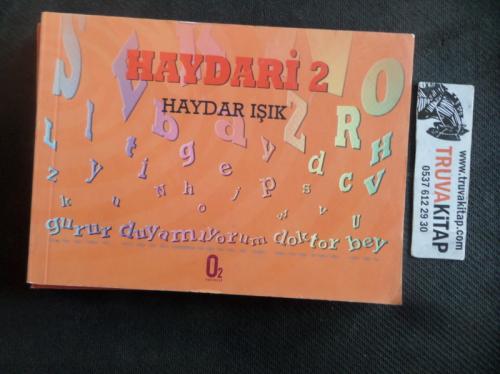 HAYDARİ 2
HAYDAR IŞIK
gurur duyamıyorum doktor bey
O2
www.truvakitap.com
TRUVAKİTAP
0537 612 29 30